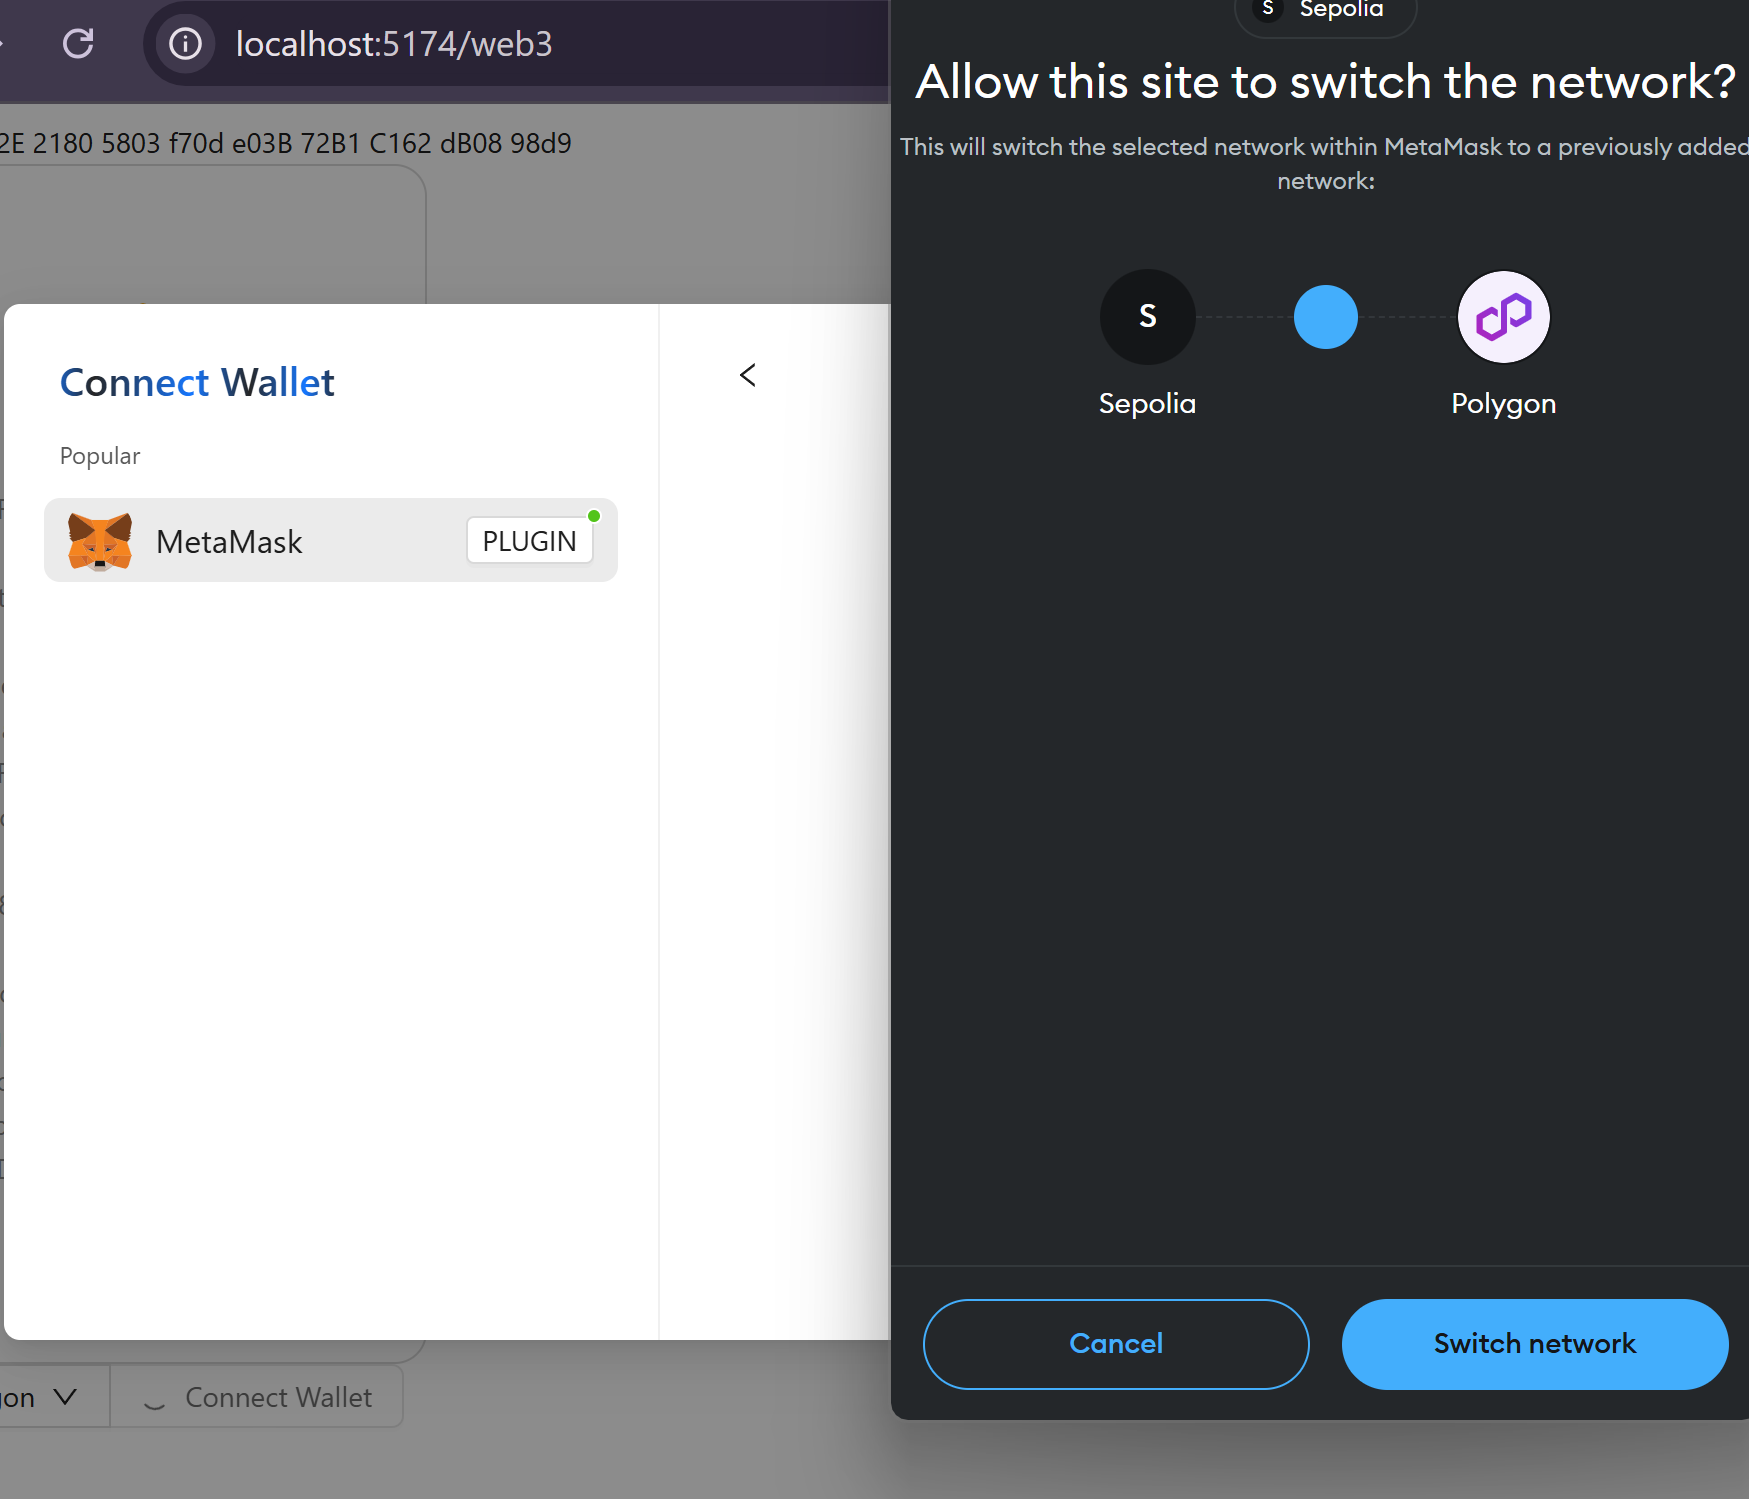 localhost:5174/web3
2E 2180 5803 f70d e03B 72B1 C162 dB08 98d9
Connect Wallet
Popular
MetaMask
PLUGIN
Connect Wallet
S Sepolia
Allow this site to switch the network?
This will switch the selected network within MetaMask to a previously added
network:
S
Sepolia
Polygon
Cancel
Switch network